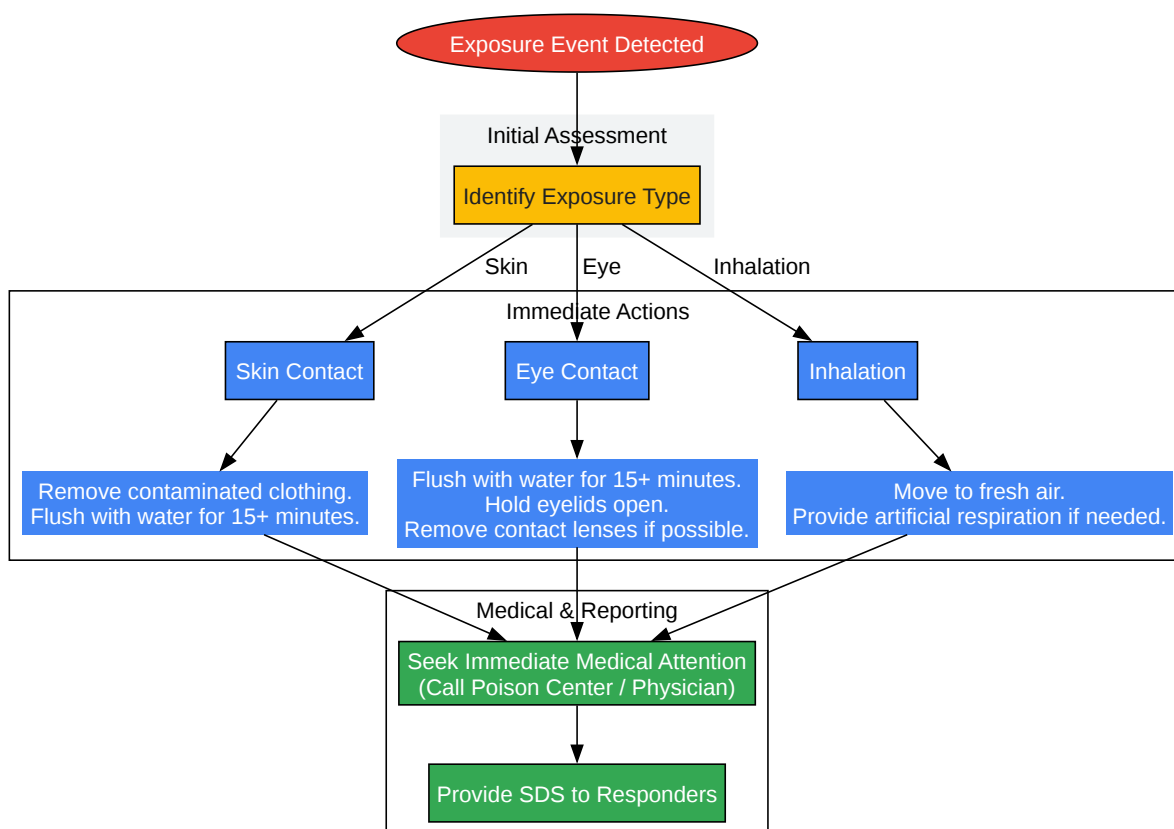 Exposure Event Detected
Initial Assessment
Identify Exposure Type
Skin
Eye
Inhalation
Immediate Actions
Skin Contact
Eye Contact
Inhalation
Remove contaminated clothing.
Flush with water for 15+ minutes.
Flush with water for 15+ minutes.
Hold eyelids open.
Remove contact lenses if possible.
Move to fresh air.
Provide artificial respiration if needed.
Medical & Reporting
Seek Immediate Medical Attention
(Call Poison Center / Physician)
Provide SDS to Responders